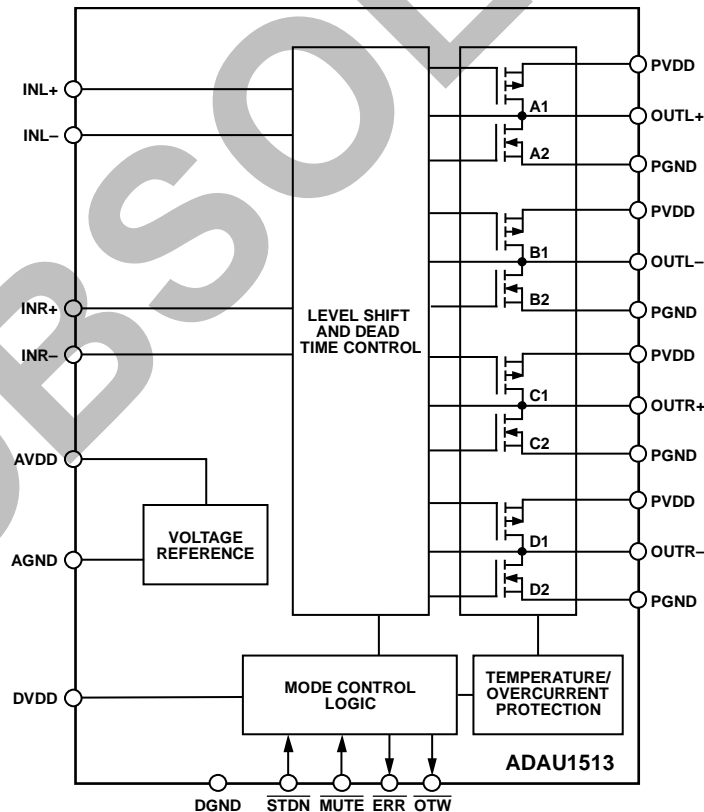 INL+
INL–
INR+
INR–
AVDD
AGND
DVDD
LEVEL SHIFT
AND DEAD
TIME CONTROL
VOLTAGE
REFERENCE
A1
A2
B1
B2
C1
C2
D1
D2
PVDD
OUTL+
PGND
PVDD
OUTL–
PGND
PVDD
OUTR+
PGND
PVDD
OUTR–
PGND
MODE CONTROL
LOGIC
TEMPERATURE/
OVERCURRENT
PROTECTION
ADAU1513
DGND STDN MUTE ERR OTW
OBSOL